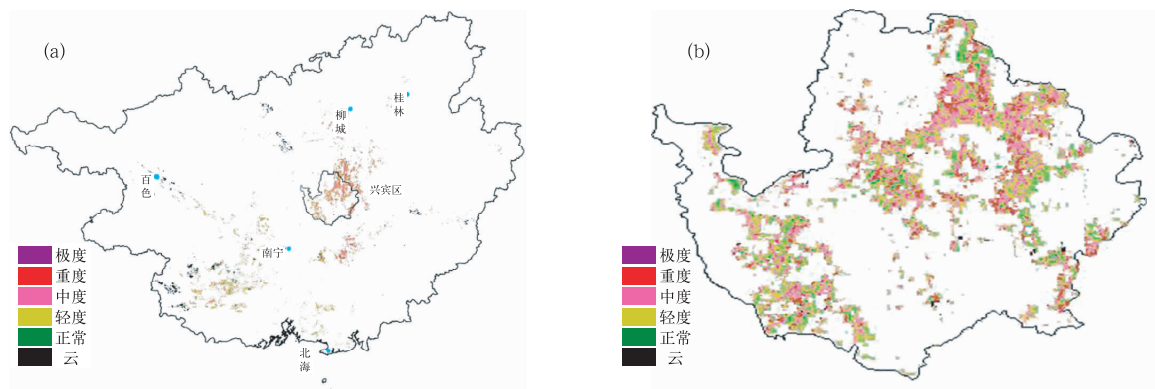 (a)
桂林
柳城
百色
兴宾区
南宁
北海
极度
重度
中度
轻度
正常
云
(b)
极度
重度
中度
轻度
正常
云